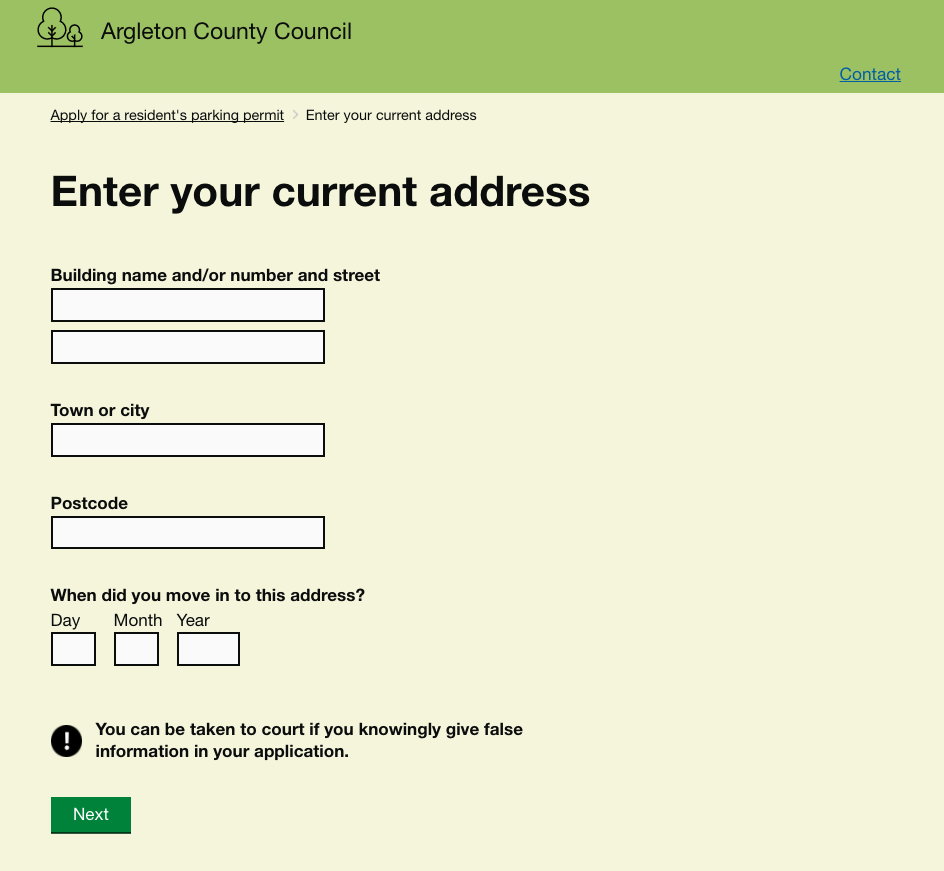 Argleton County Council
Contact
Apply for a resident's parking permit > Enter your current address
Enter your current address
Building name and/or number and street
Town or city
Postcode
When did you move in to this address?
Day Month Year
! You can be taken to court if you knowingly give false
information in your application.
Next